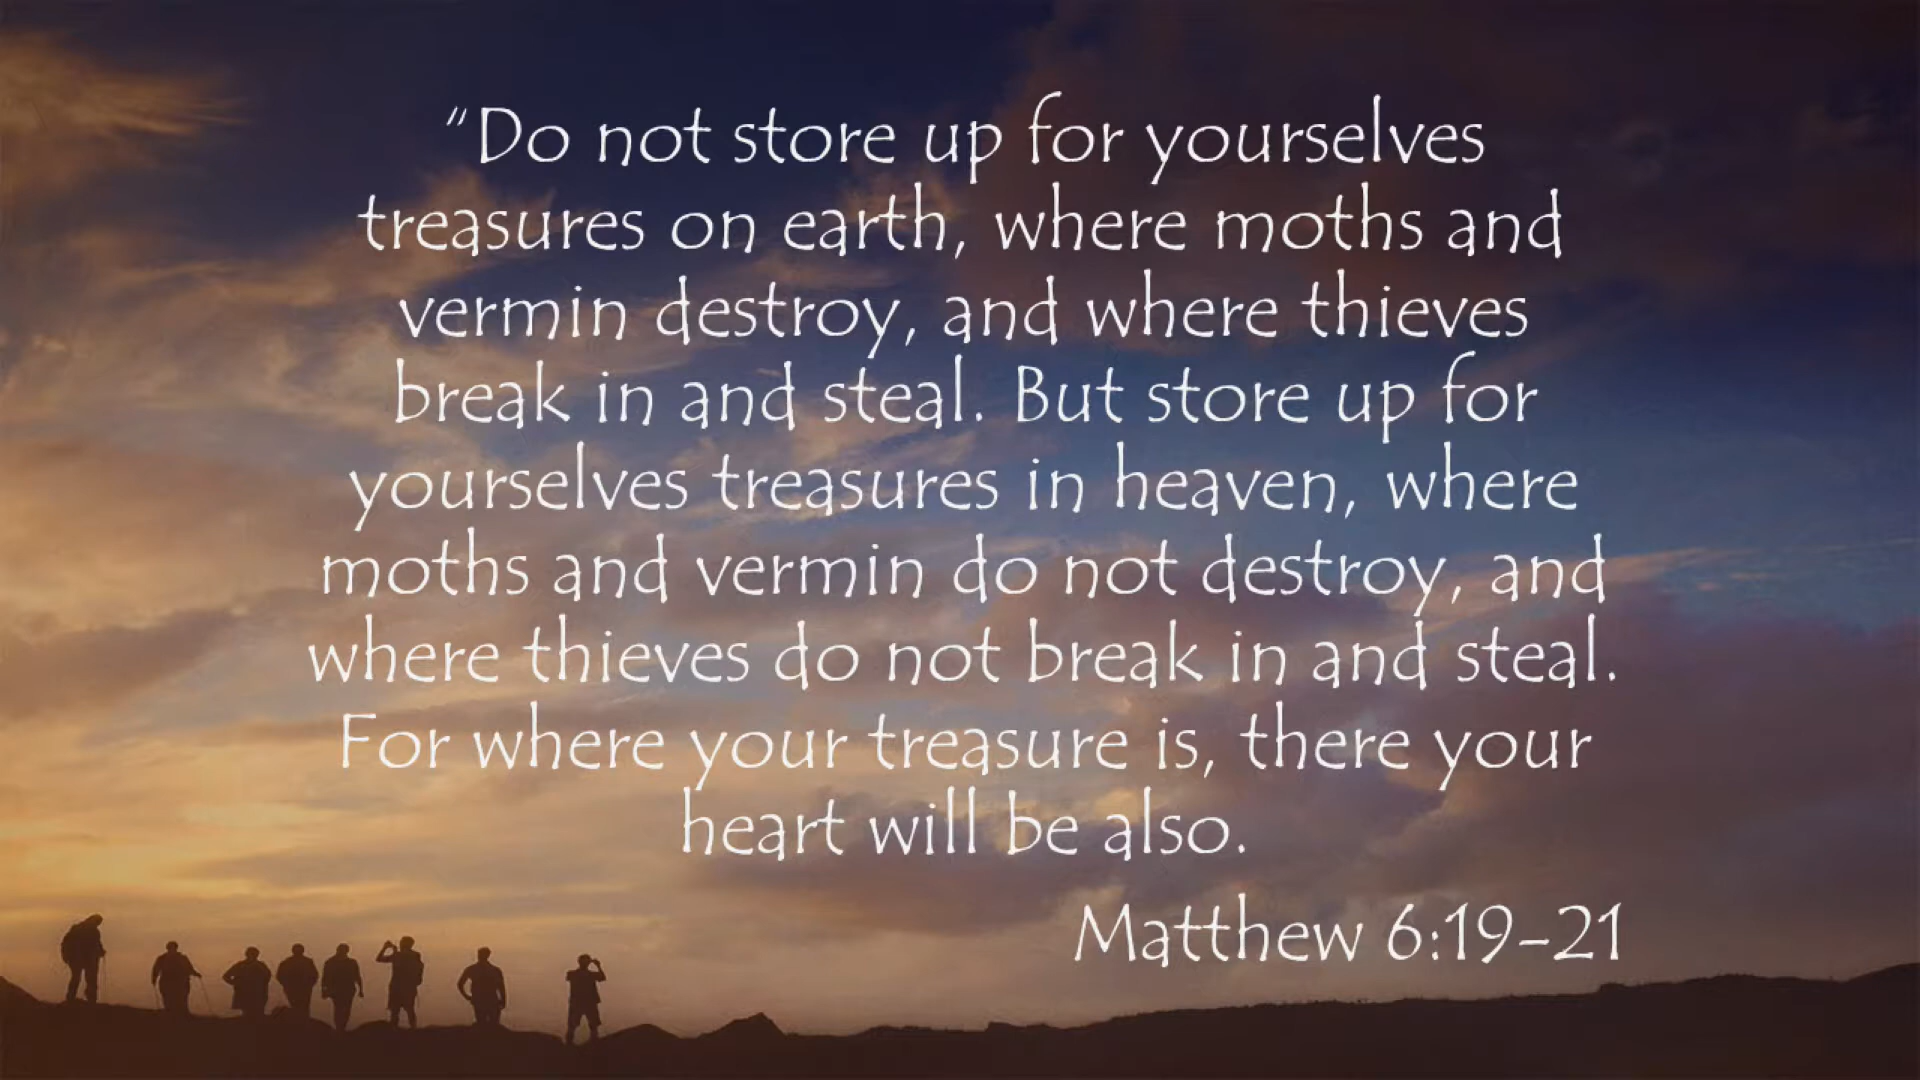 “Do not store up for yourselves
treasures on earth, where moths and
vermin destroy, and where thieves
break in and steal. But store up for
yourselves treasures in heaven, where
moths and vermin do not destroy, and
where thieves do not break in and steal.
For where your treasure is, there your
heart will be also.
Matthew 6:19-21